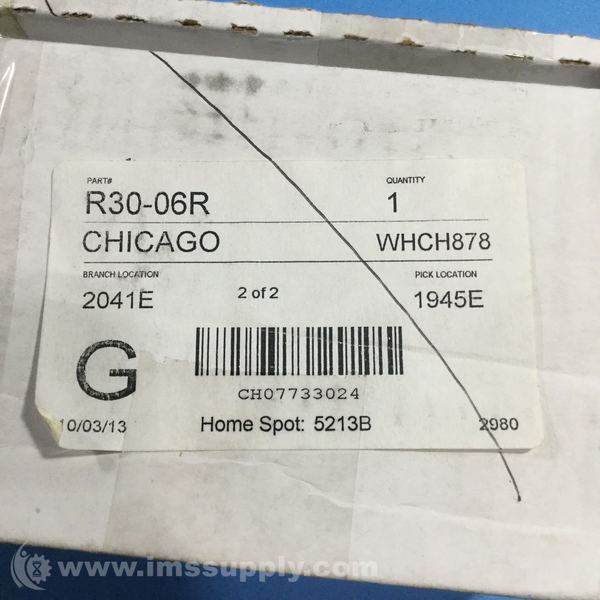 PART# QUANTITY
R30-06R 1
CHICAGO WHCH878
BRANCH LOCATION PICK LOCATION
2041E 2 of 2 1945E
G
CH07733024
10/03/13 Home Spot: 5213B 2980
www.imssupply.com